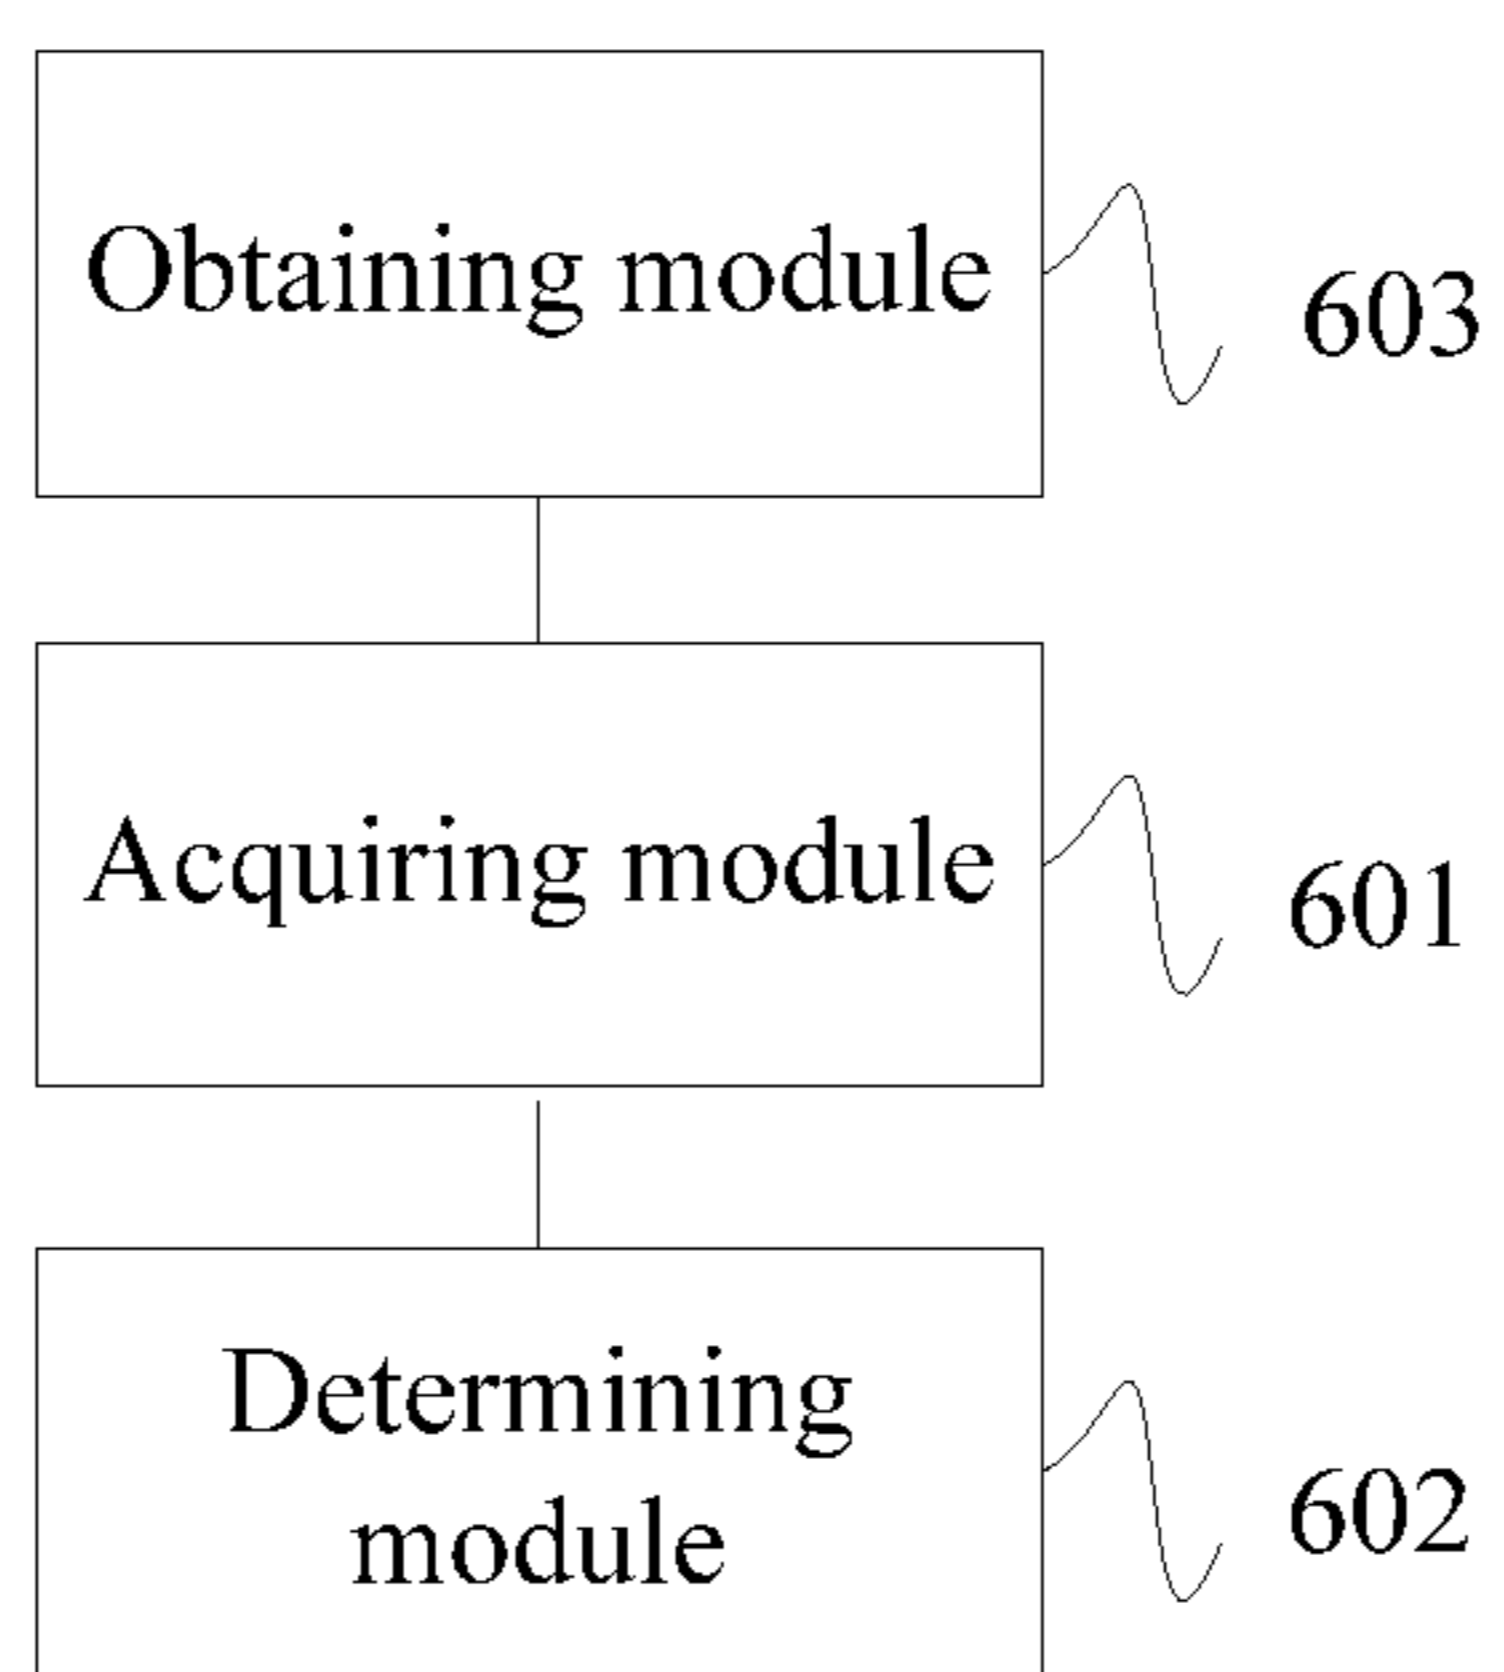 Obtaining module
603
Acquiring module
601
Determining
module
602